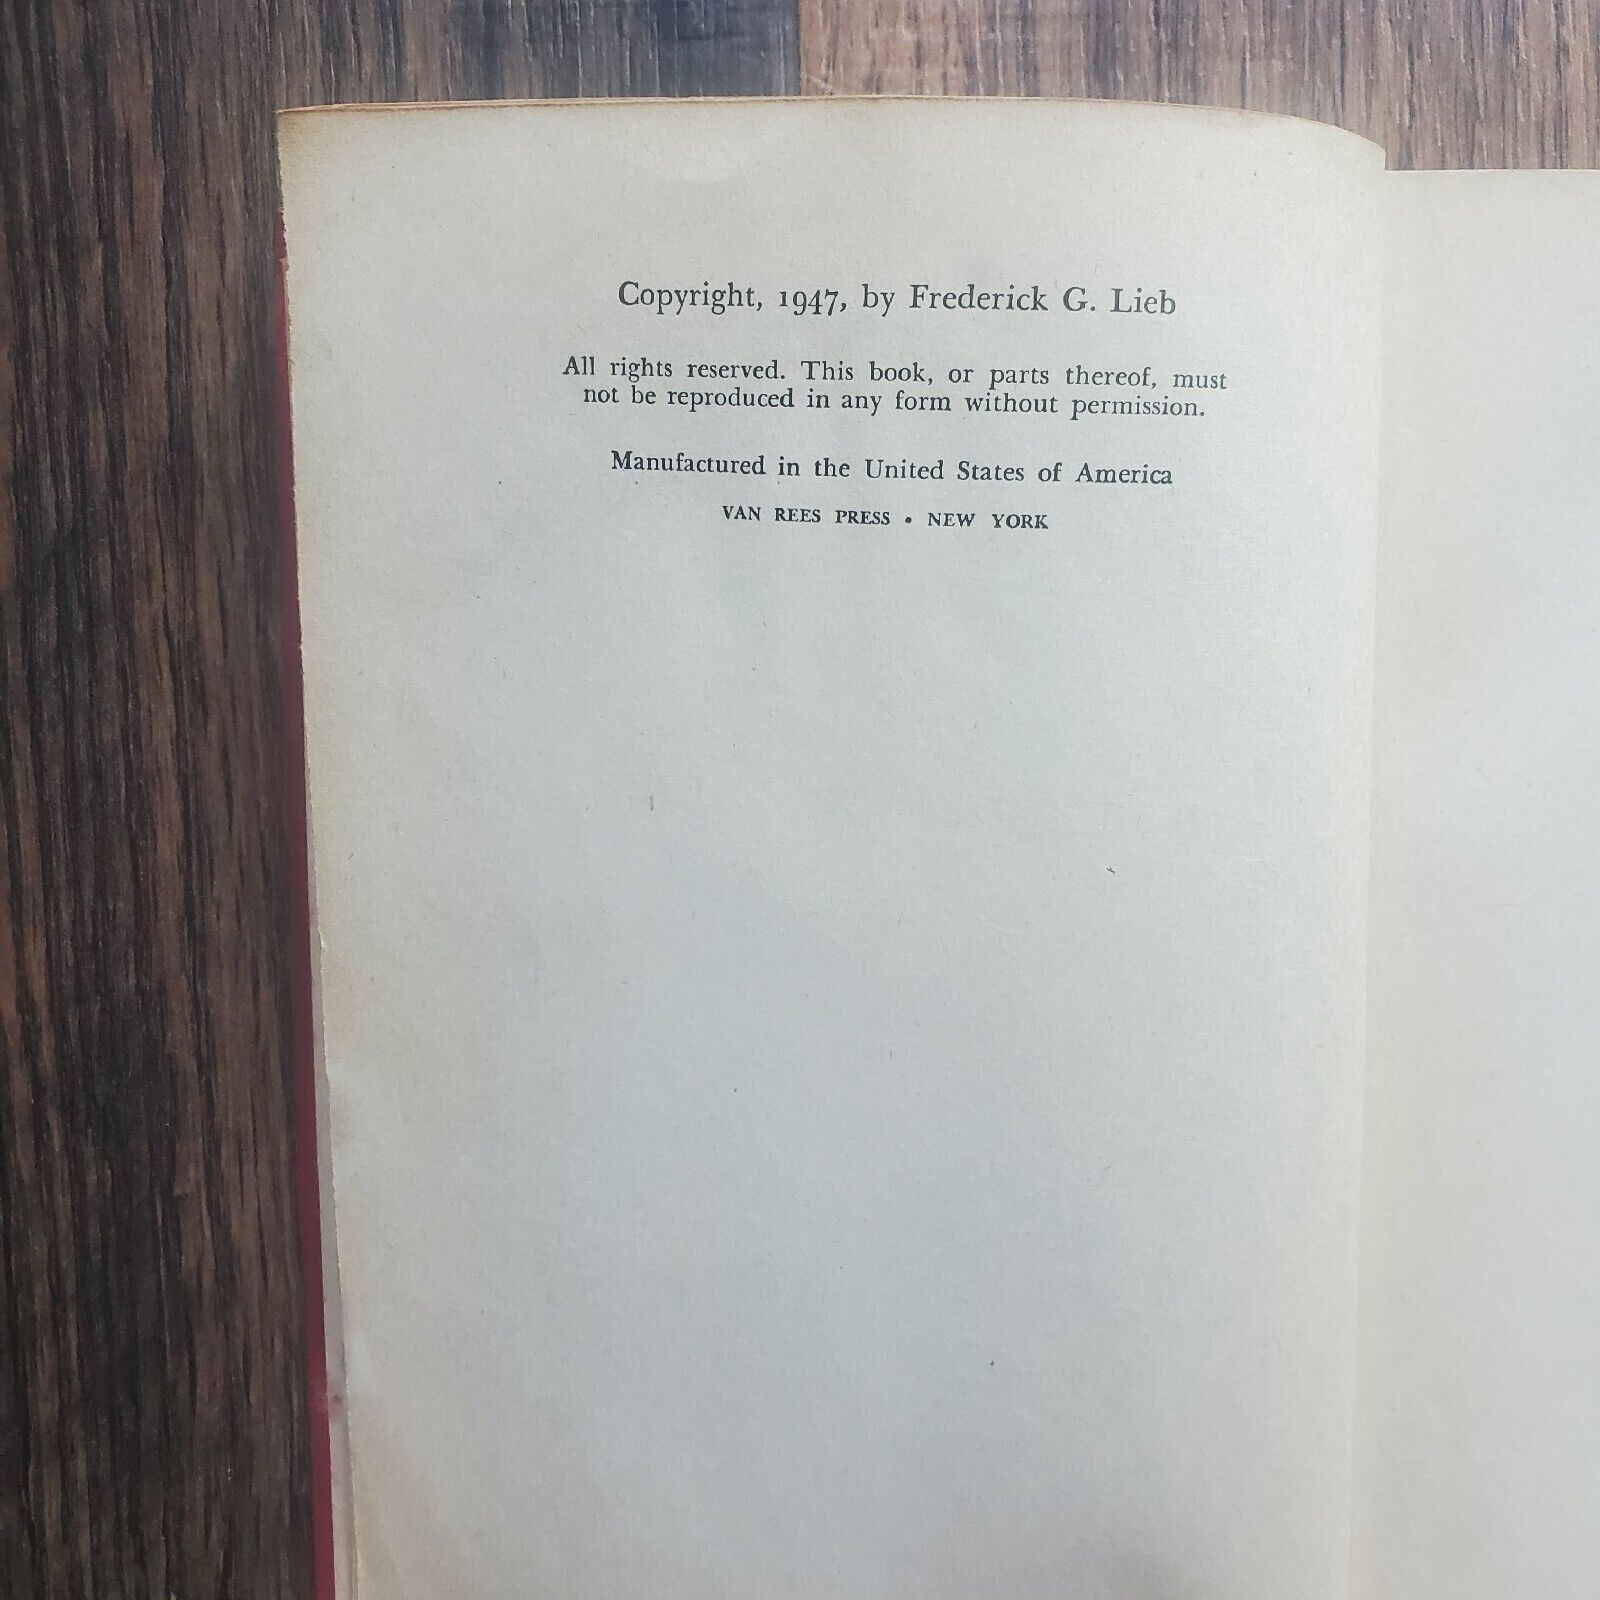 Copyright, 1947, by Frederick G. Lieb
All rights reserved. This book, or parts thereof, must
not be reproduced in any form without permission.
Manufactured in the United States of America
VAN REES PRESS • NEW YORK